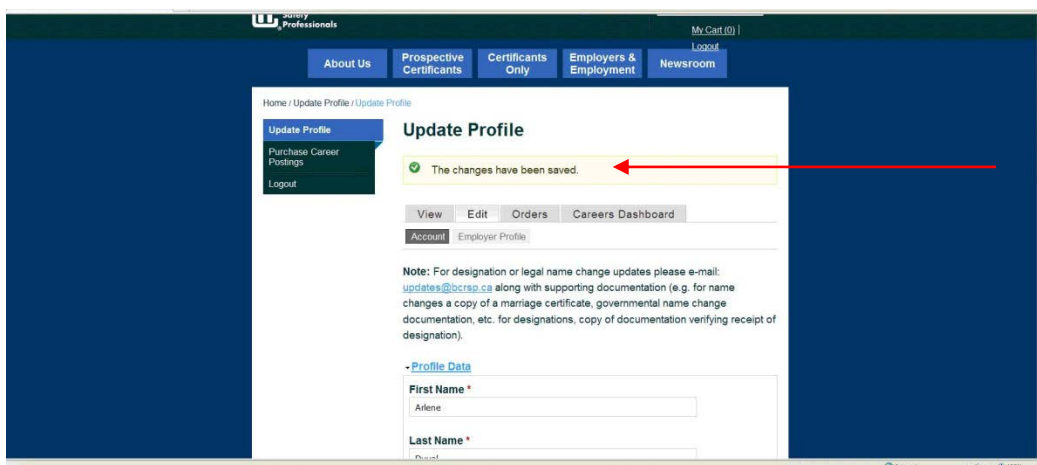 Safety
Professionals
My Cart (0) |
Logout
About Us
Prospective Certificants
Certificants Only
Employers & Employment
Newsroom
Home / Update Profile / Update Profile
Update Profile
Purchase Career
Postings
Logout
Update Profile
The changes have been saved.
View Edit Orders Careers Dashboard
Account Employer Profile
Note: For designation or legal name change updates please e-mail:
updates@bcrsp.ca along with supporting documentation (e.g. for name
changes a copy of a marriage certificate, governmental name change
documentation, etc. for designations, copy of documentation verifying receipt of
designation).
Profile Data
First Name *
Arlene
Last Name *